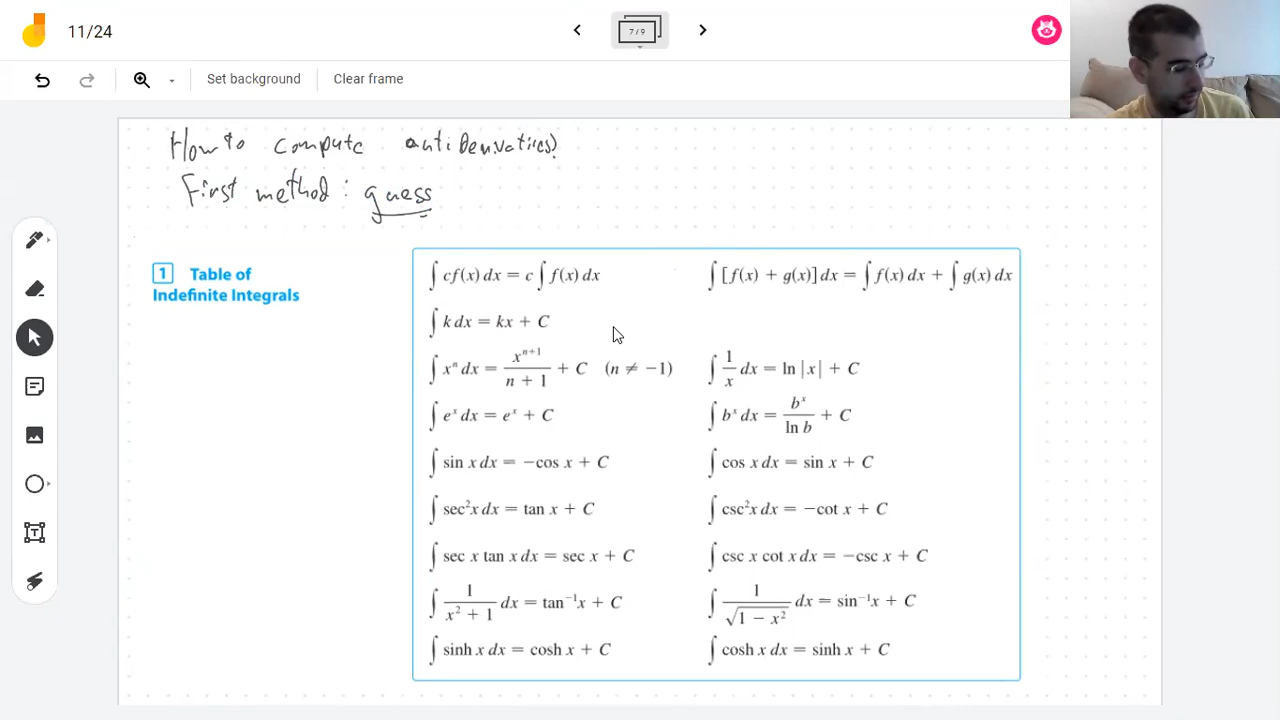 11/24
7/9
Set background
Clear frame
How to compute antiderivatives?
First method: guess
1 Table of
Indefinite Integrals
∫ cf(x) dx = c ∫ f(x) dx
∫ [f(x) + g(x)] dx = ∫ f(x) dx + ∫ g(x) dx
∫ k dx = kx + C
∫ xⁿ dx = xⁿ⁺¹/(n + 1) + C (n ≠ −1)
∫ 1/x dx = ln |x| + C
∫ eˣ dx = eˣ + C
∫ bˣ dx = bˣ/ln b + C
∫ sin x dx = −cos x + C
∫ cos x dx = sin x + C
∫ sec²x dx = tan x + C
∫ csc²x dx = −cot x + C
∫ sec x tan x dx = sec x + C
∫ csc x cot x dx = −csc x + C
∫ 1/(x² + 1) dx = tan⁻¹x + C
∫ 1/√(1 − x²) dx = sin⁻¹x + C
∫ sinh x dx = cosh x + C
∫ cosh x dx = sinh x + C